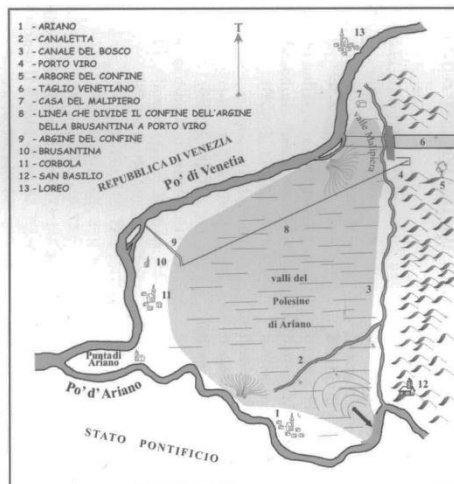 1 - ARIANO
2 - CANALETTA
3 - CANALE DEL BOSCO
4 - PORTO VIRO
5 - ARBORE DEL CONFINE
6 - TAGLIO VENETIANO
7 - CASA DEL MALIPIERO
8 - LINEA CHE DIVIDE IL CONFINE DELL'ARGINE
DELLA BRUSANTINA A PORTO VIRO
9 - ARGINE DEL CONFINE
10 - BRUSANTINA
11 - CORBOLA
12 - SAN BASILIO
13 - LOREO
T
13
7
valle Malipiera
6
4
5
REPUBBLICA DI VENEZIA
Po' di Venetia
9
8
10
11
valli del
Polesine
di Ariano
3
2
Punta di
Ariano
Po' d'Ariano
12
1
STATO PONTIFICIO